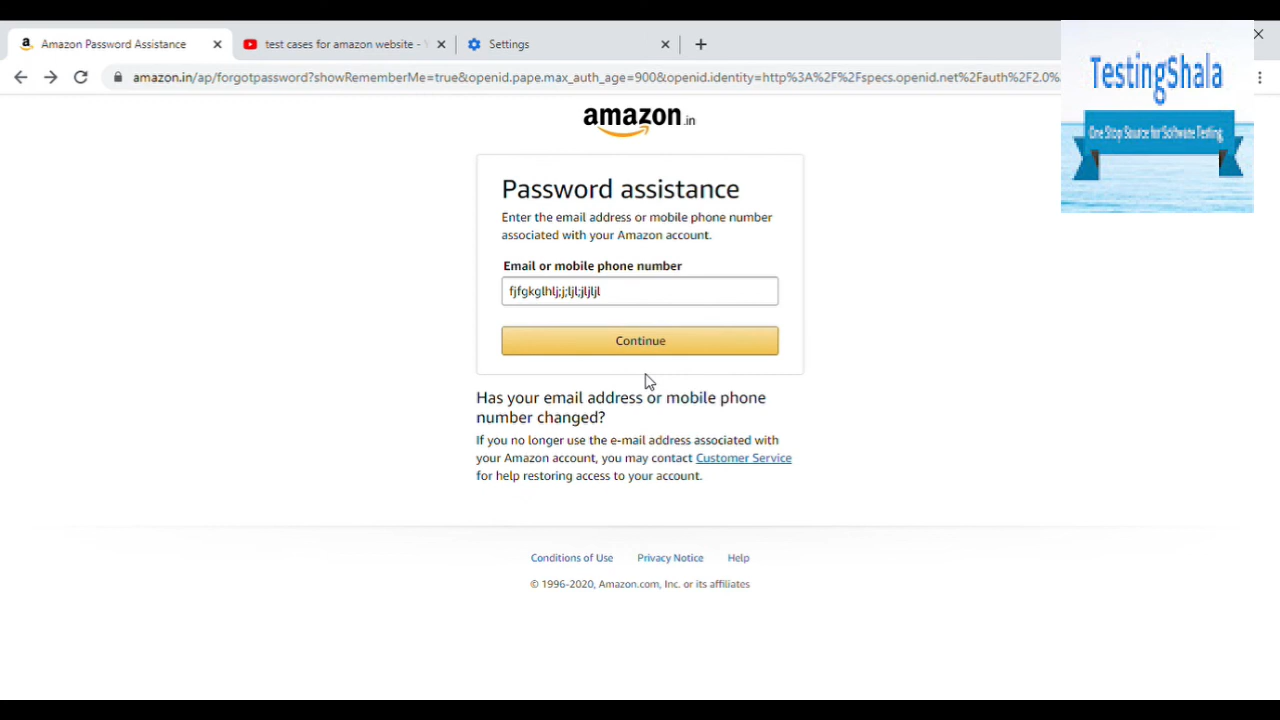 Amazon Password Assistance
test cases for amazon website -
Settings
amazon.in/ap/forgotpassword?showRememberMe=true&openid.pape.max_auth_age=900&openid.identity=http%3A%2F%2Fspecs.openid.net%2Fauth%2F2.0%
TestingShala
One Stop Source for Software Testing
amazon.in
Password assistance
Enter the email address or mobile phone number
associated with your Amazon account.
Email or mobile phone number
fjfgkglhlj;j;ljl;jljljl
Continue
Has your email address or mobile phone
number changed?
If you no longer use the e-mail address associated with
your Amazon account, you may contact Customer Service
for help restoring access to your account.
Conditions of Use Privacy Notice Help
© 1996-2020, Amazon.com, Inc. or its affiliates